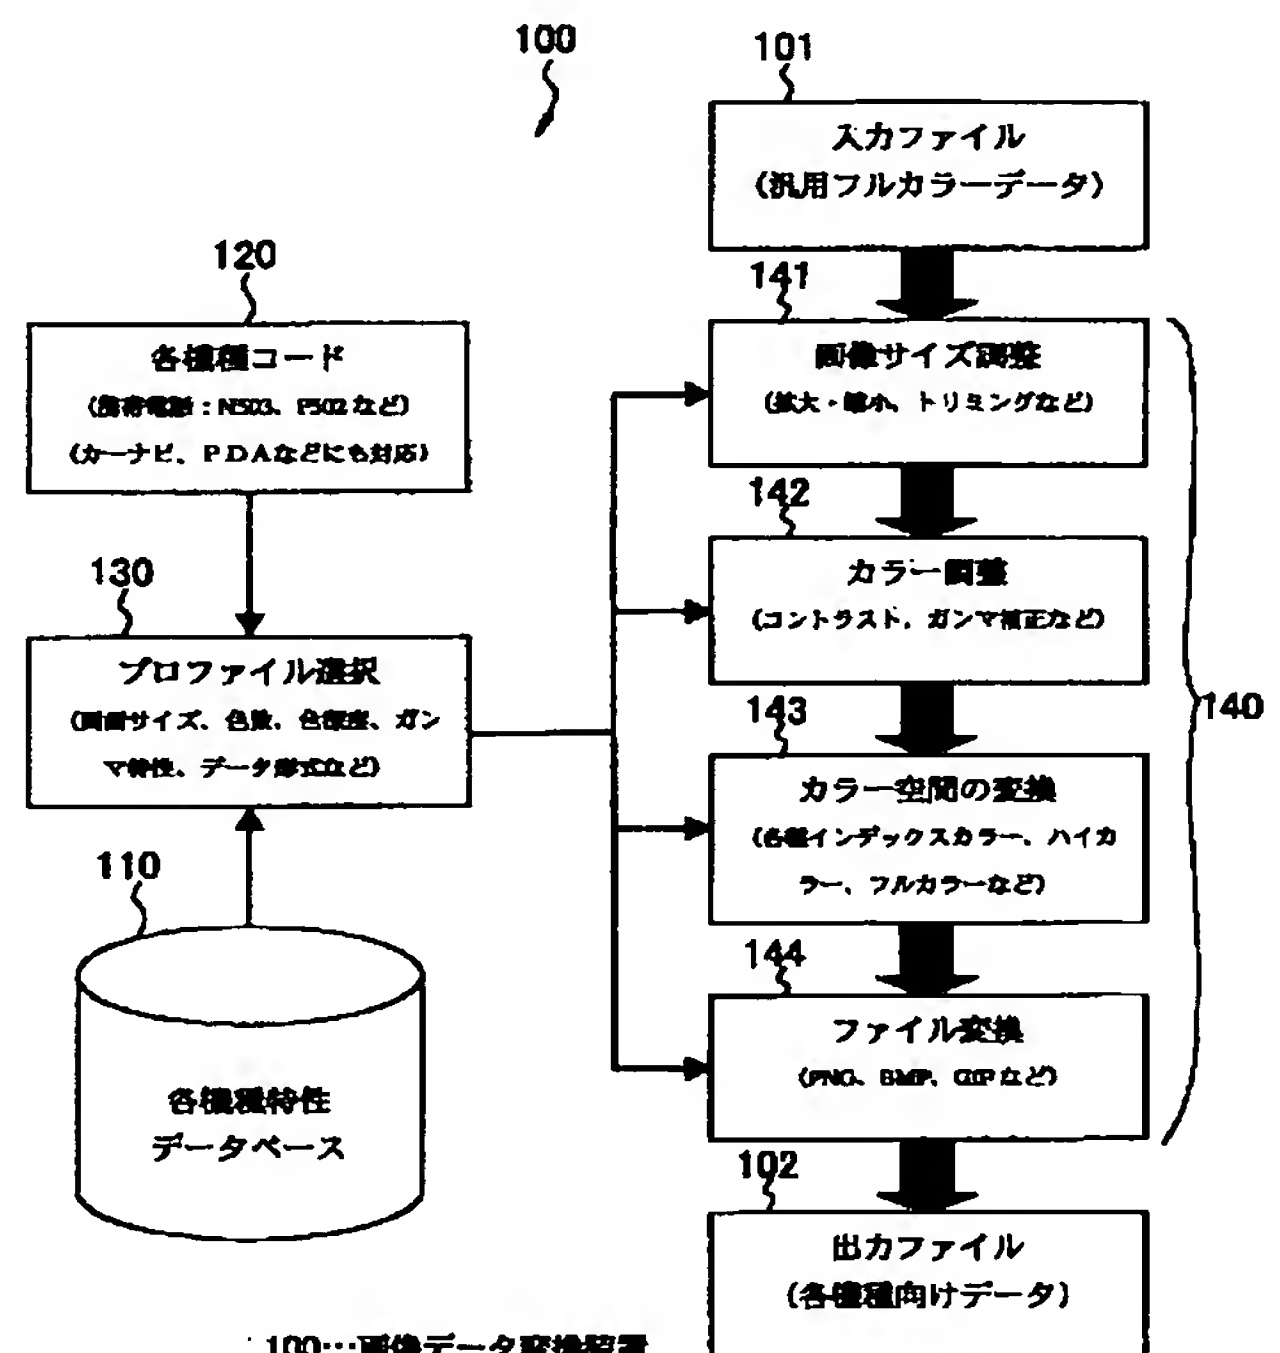 100
101
入力ファイル
(汎用フルカラーデータ)
120
各機種コード
(携帯電話:N503、P502など)
(カーナビ、PDAなどにも対応)
141
画像サイズ調整
(拡大・縮小、トリミングなど)
142
カラー調整
(コントラスト、ガンマ補正など)
130
プロファイル選択
(画面サイズ、色数、色深度、ガン
マ特性、データ形式など)
143
カラー空間の変換
(各種インデックスカラー、ハイカ
ラー、フルカラーなど)
140
110
各機種特性
データベース
144
ファイル変換
(PNG、BMP、GIFなど)
102
出力ファイル
(各機種向けデータ)
100…画像データ変換装置